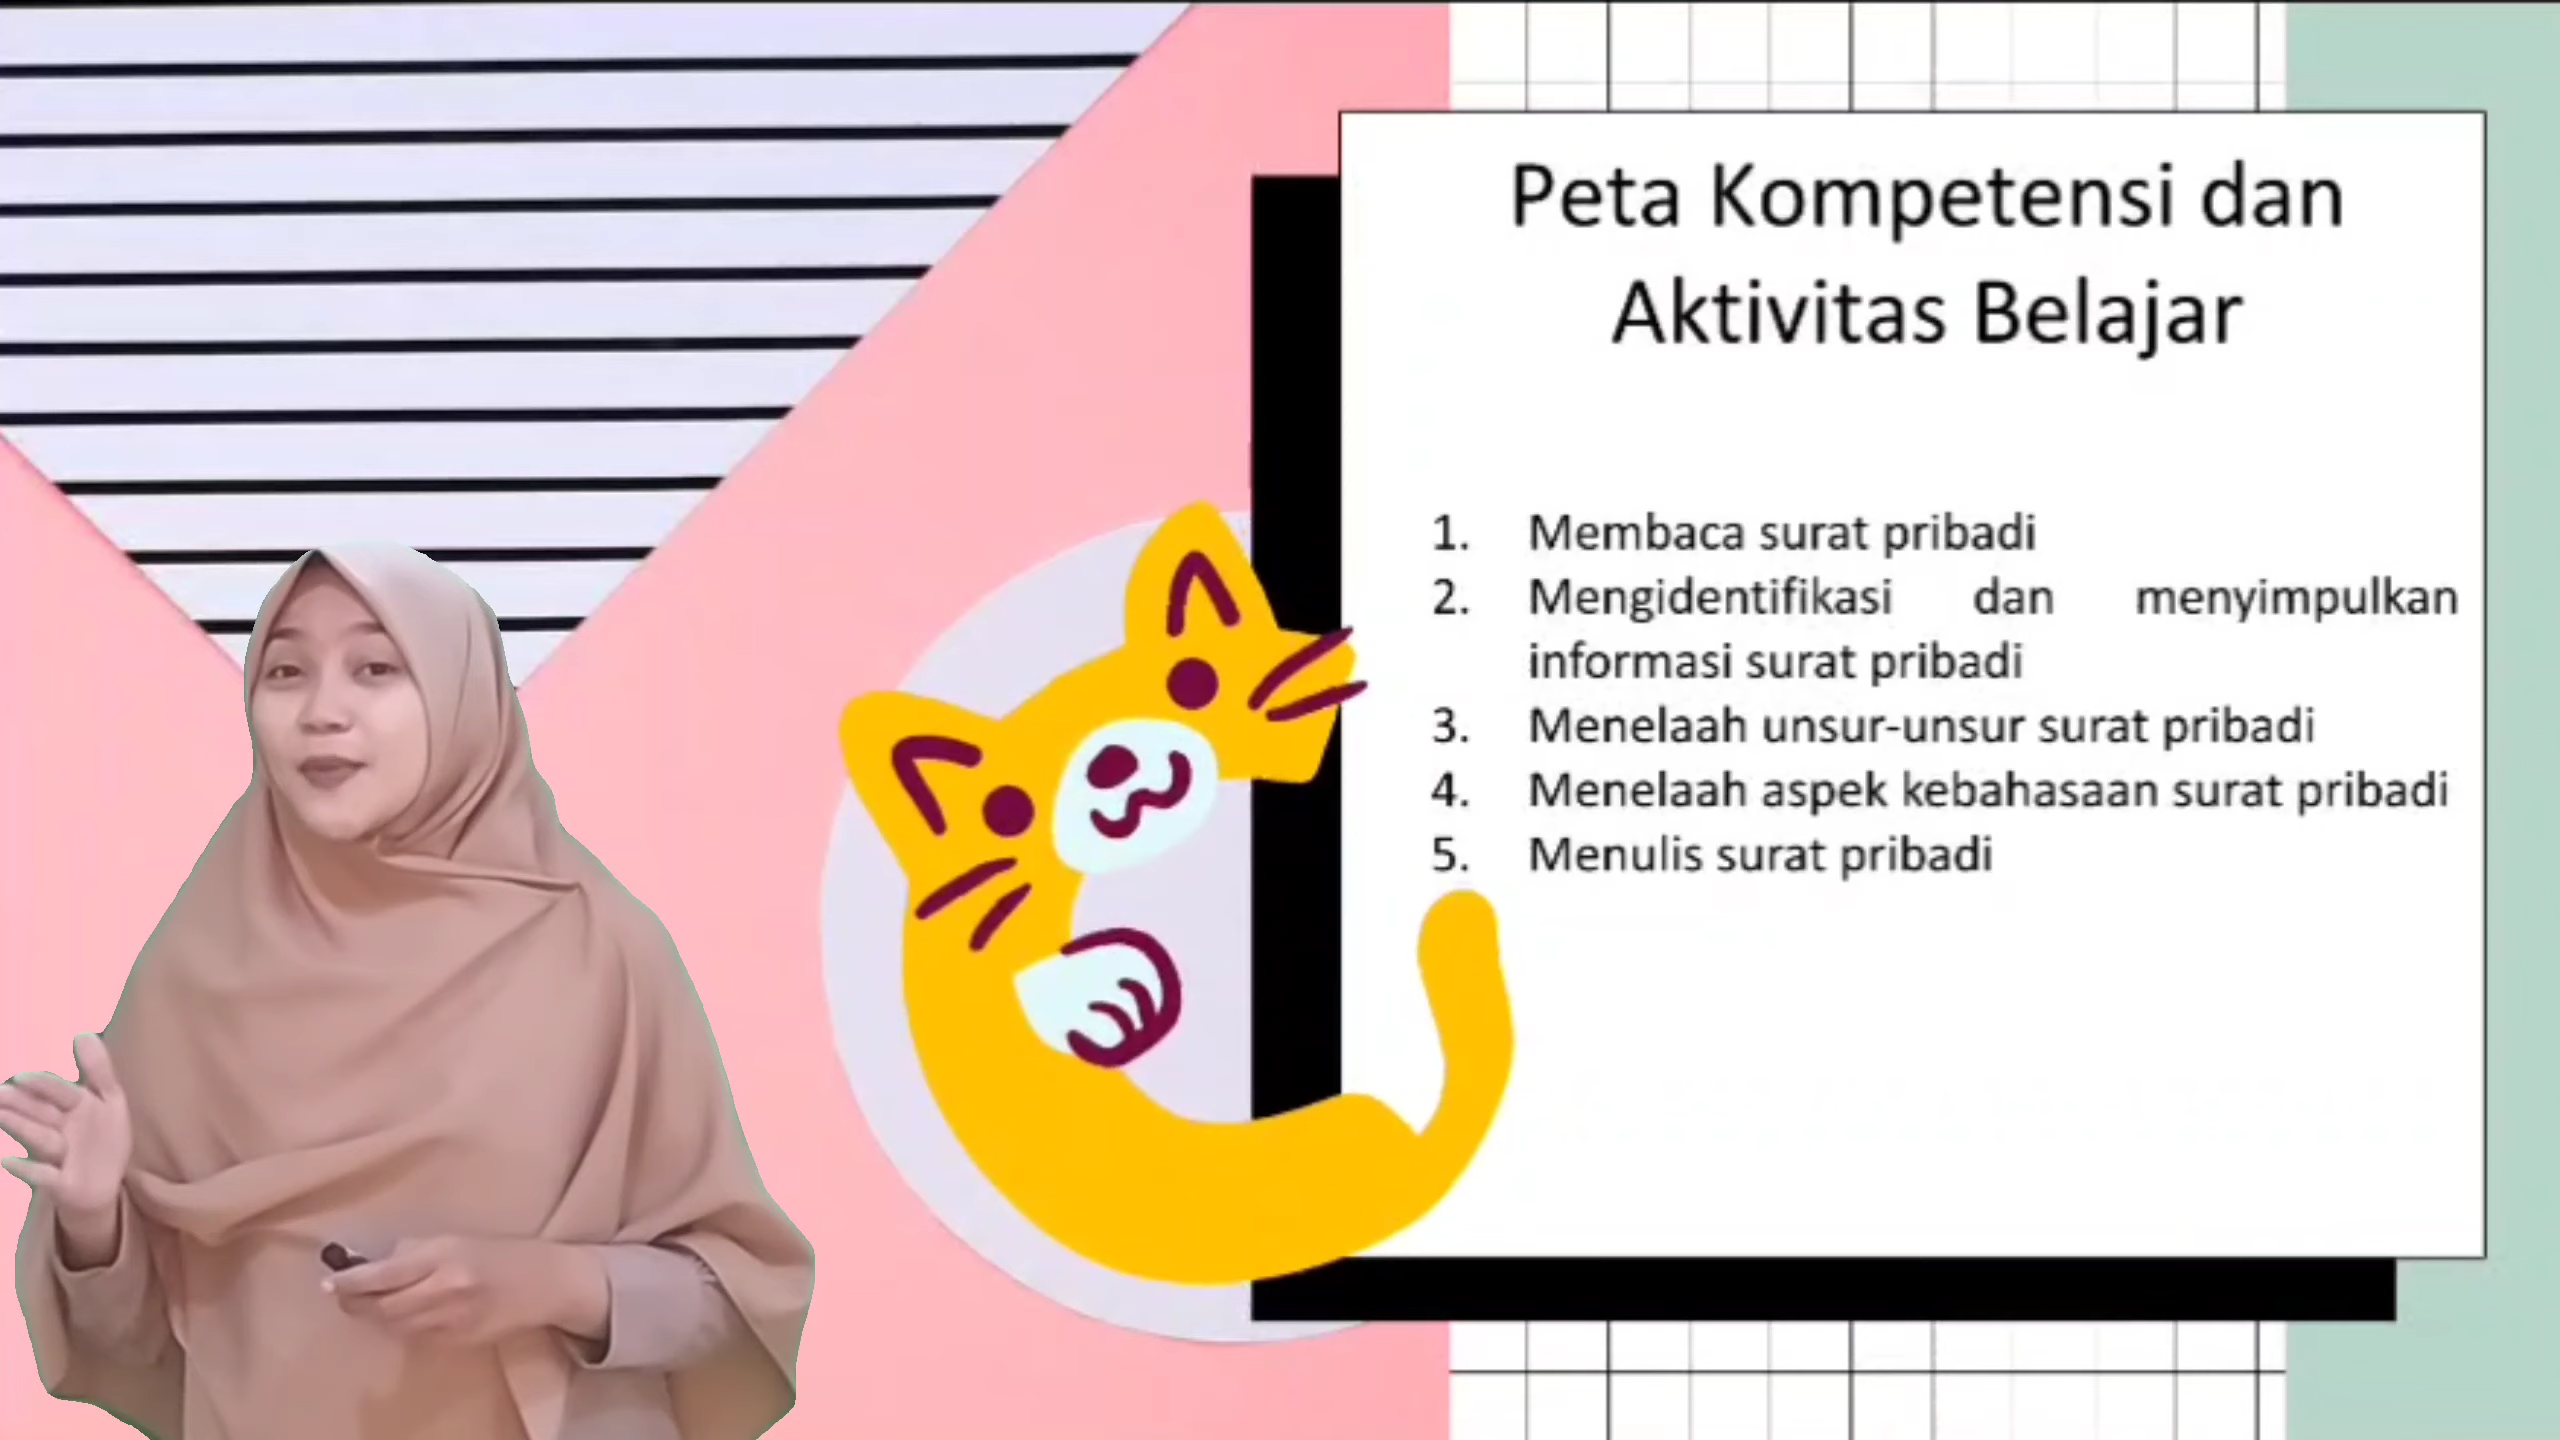 Peta Kompetensi dan
Aktivitas Belajar
1. Membaca surat pribadi
2. Mengidentifikasi dan menyimpulkan
informasi surat pribadi
3. Menelaah unsur-unsur surat pribadi
4. Menelaah aspek kebahasaan surat pribadi
5. Menulis surat pribadi